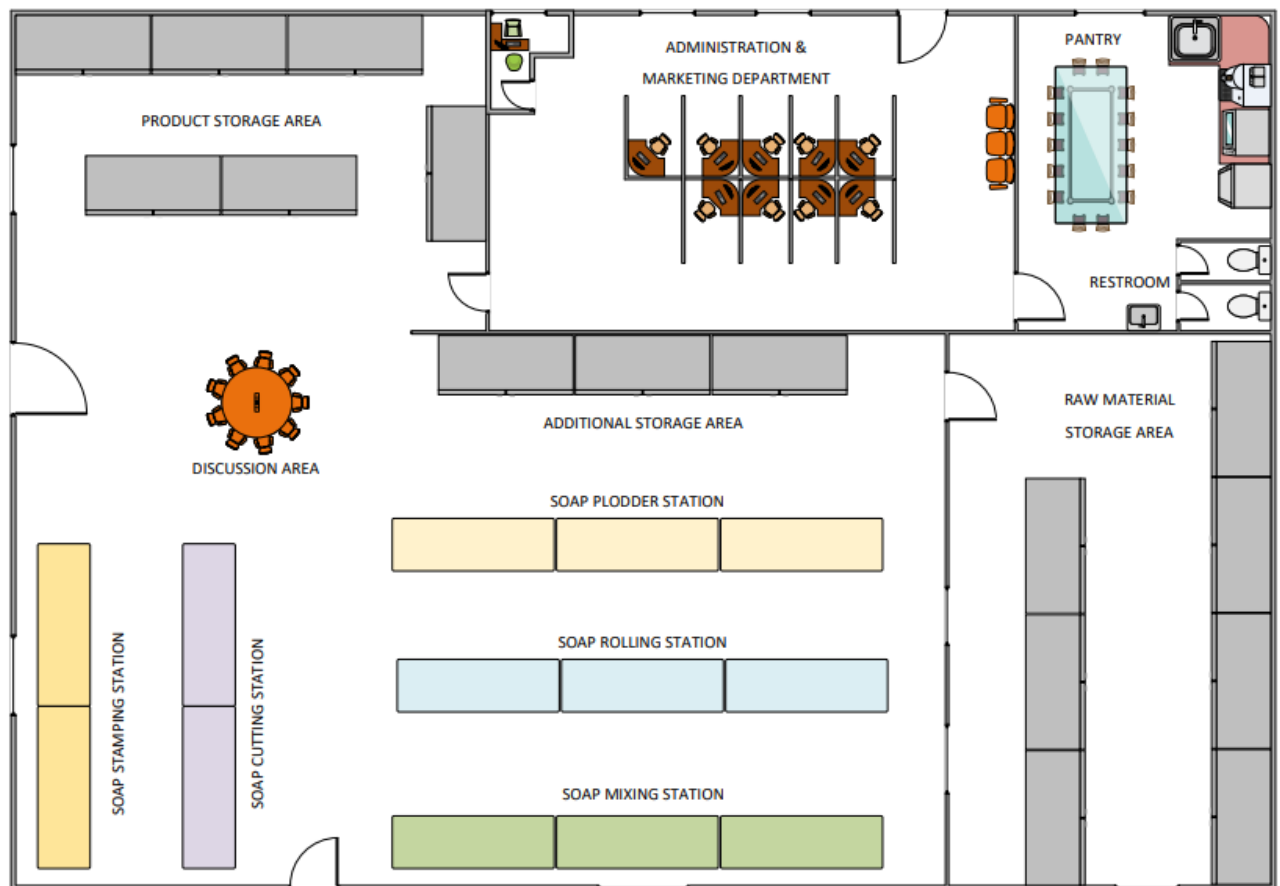 ADMINISTRATION &
MARKETING DEPARTMENT
PANTRY
PRODUCT STORAGE AREA
RESTROOM
RAW MATERIAL
STORAGE AREA
ADDITIONAL STORAGE AREA
DISCUSSION AREA
SOAP PLODDER STATION
SOAP ROLLING STATION
SOAP STAMPING STATION
SOAP CUTTING STATION
SOAP MIXING STATION